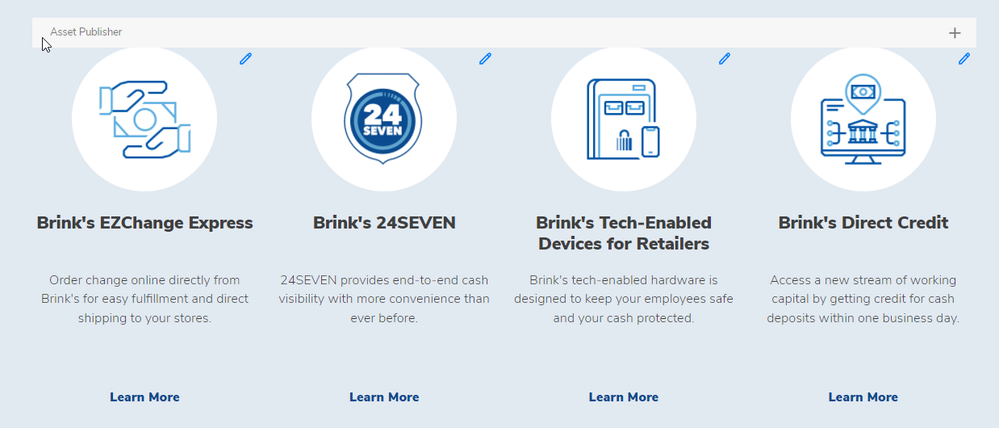 Asset Publisher
24
SEVEN
Brink's EZChange Express
Order change online directly from
Brink's for easy fulfillment and direct
shipping to your stores.
Learn More
Brink's 24SEVEN
24SEVEN provides end-to-end cash
visibility with more convenience than
ever before.
Learn More
Brink's Tech-Enabled
Devices for Retailers
Brink's tech-enabled hardware is
designed to keep your employees safe
and your cash protected.
Learn More
Brink's Direct Credit
Access a new stream of working
capital by getting credit for cash
deposits within one business day.
Learn More